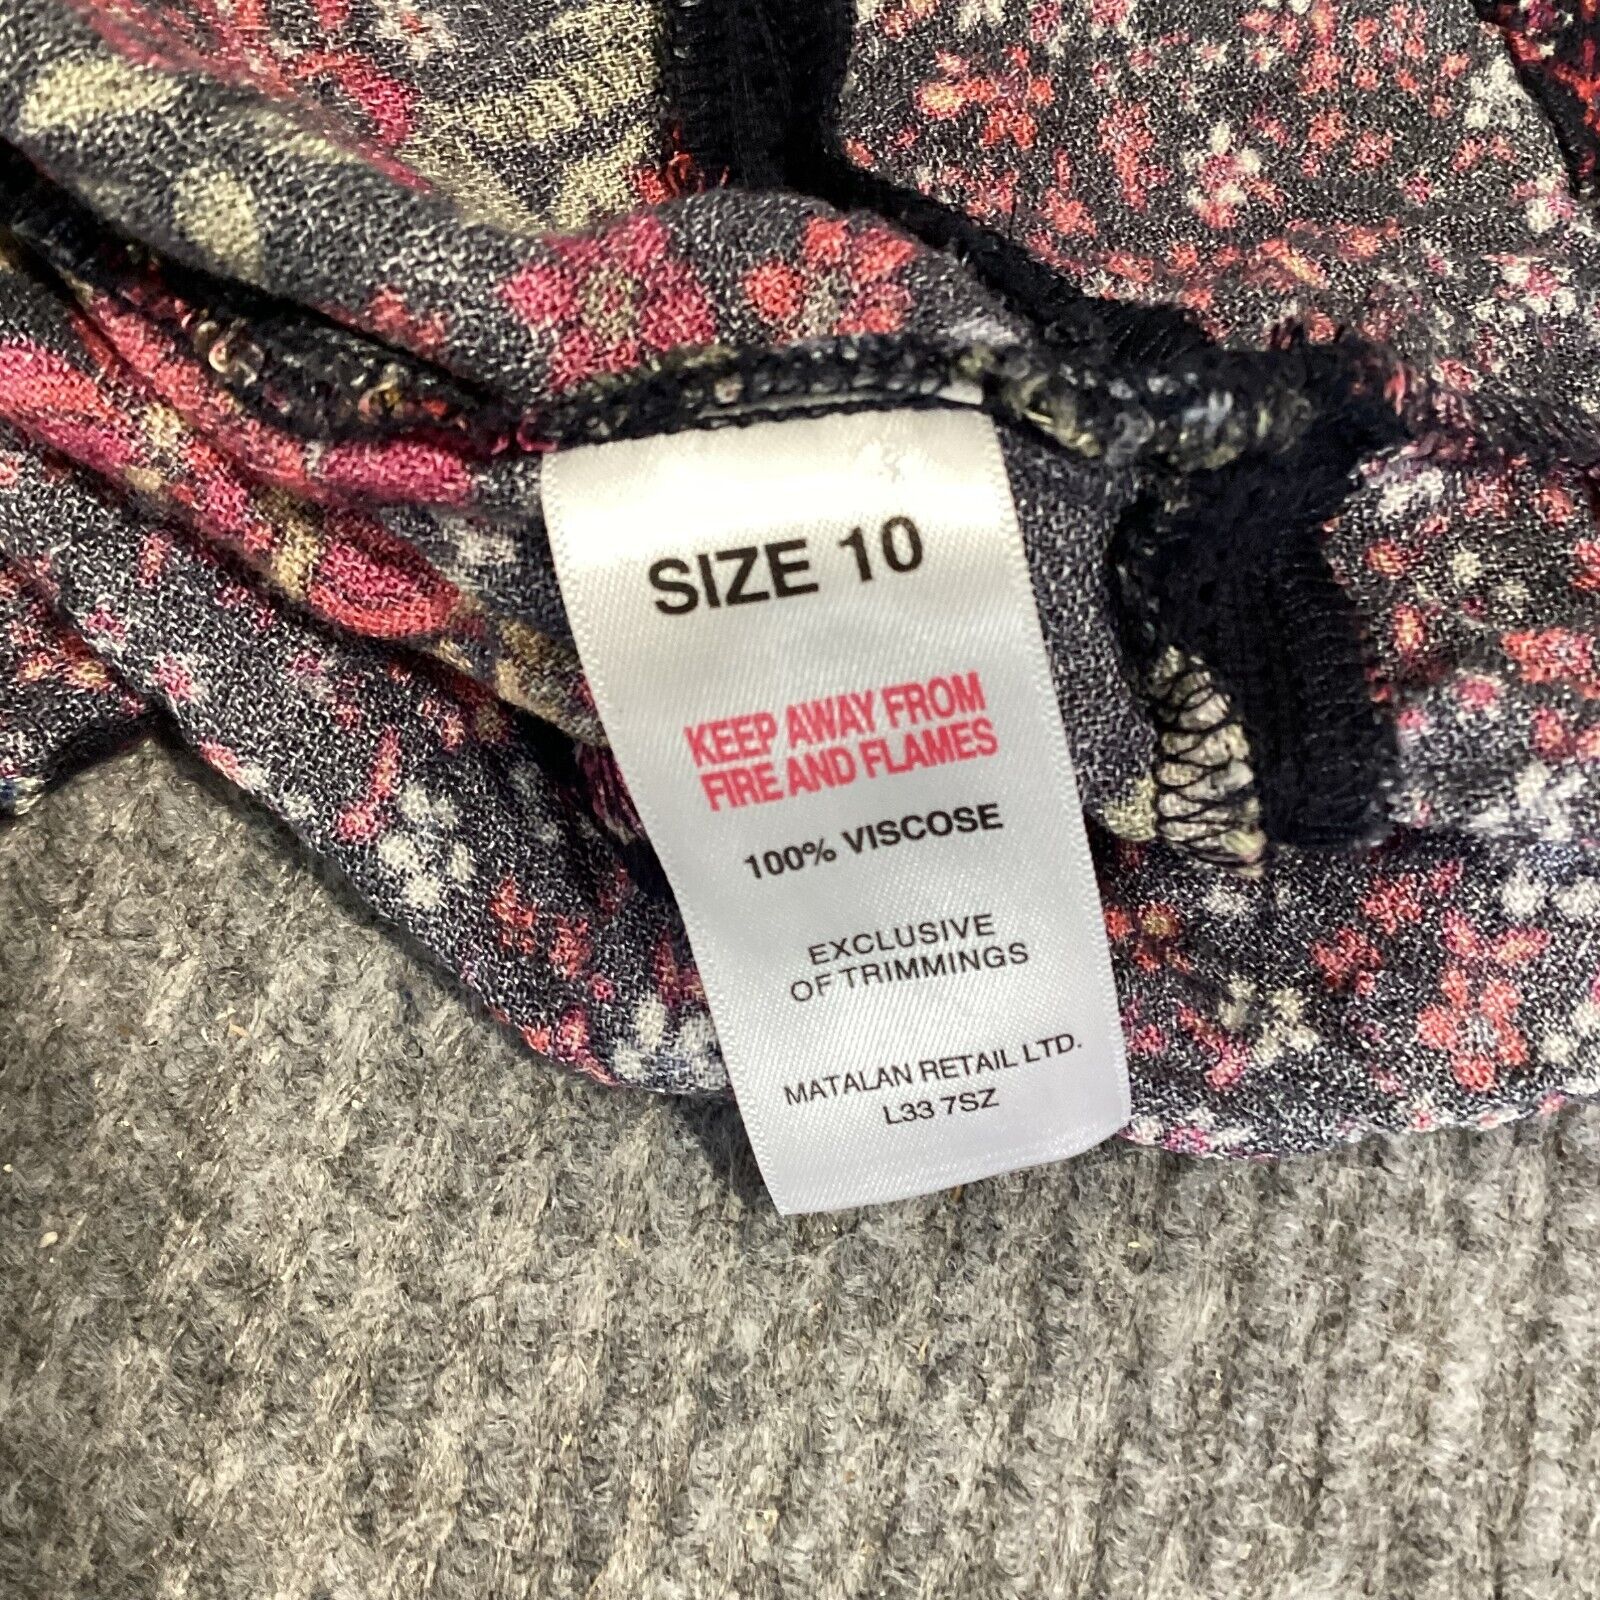 SIZE 10
KEEP AWAY FROM
FIRE AND FLAMES
100% VISCOSE
EXCLUSIVE
OF TRIMMINGS
MATALAN RETAIL LTD.
L33 7SZ